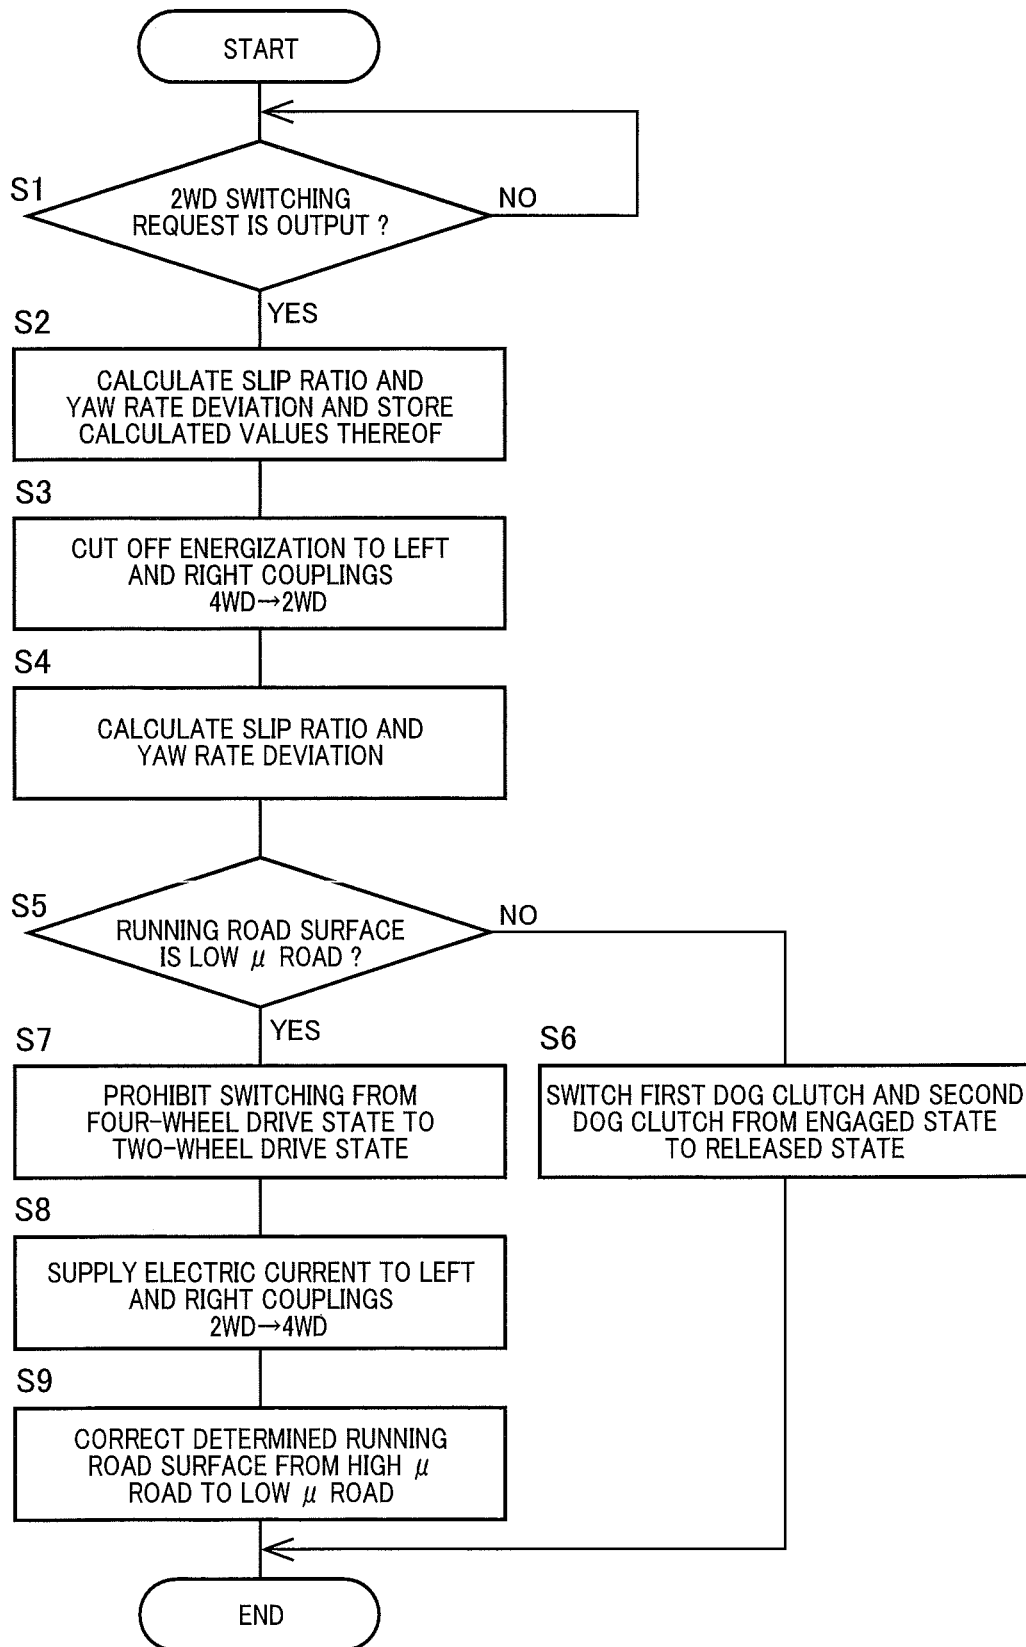 START
S1
2WD SWITCHING
REQUEST IS OUTPUT ?
NO
YES
S2
CALCULATE SLIP RATIO AND
YAW RATE DEVIATION AND STORE
CALCULATED VALUES THEREOF
S3
CUT OFF ENERGIZATION TO LEFT
AND RIGHT COUPLINGS
4WD→2WD
S4
CALCULATE SLIP RATIO AND
YAW RATE DEVIATION
S5
RUNNING ROAD SURFACE
IS LOW μ ROAD ?
NO
YES
S7
PROHIBIT SWITCHING FROM
FOUR-WHEEL DRIVE STATE TO
TWO-WHEEL DRIVE STATE
S6
SWITCH FIRST DOG CLUTCH AND SECOND
DOG CLUTCH FROM ENGAGED STATE
TO RELEASED STATE
S8
SUPPLY ELECTRIC CURRENT TO LEFT
AND RIGHT COUPLINGS
2WD→4WD
S9
CORRECT DETERMINED RUNNING
ROAD SURFACE FROM HIGH μ
ROAD TO LOW μ ROAD
END